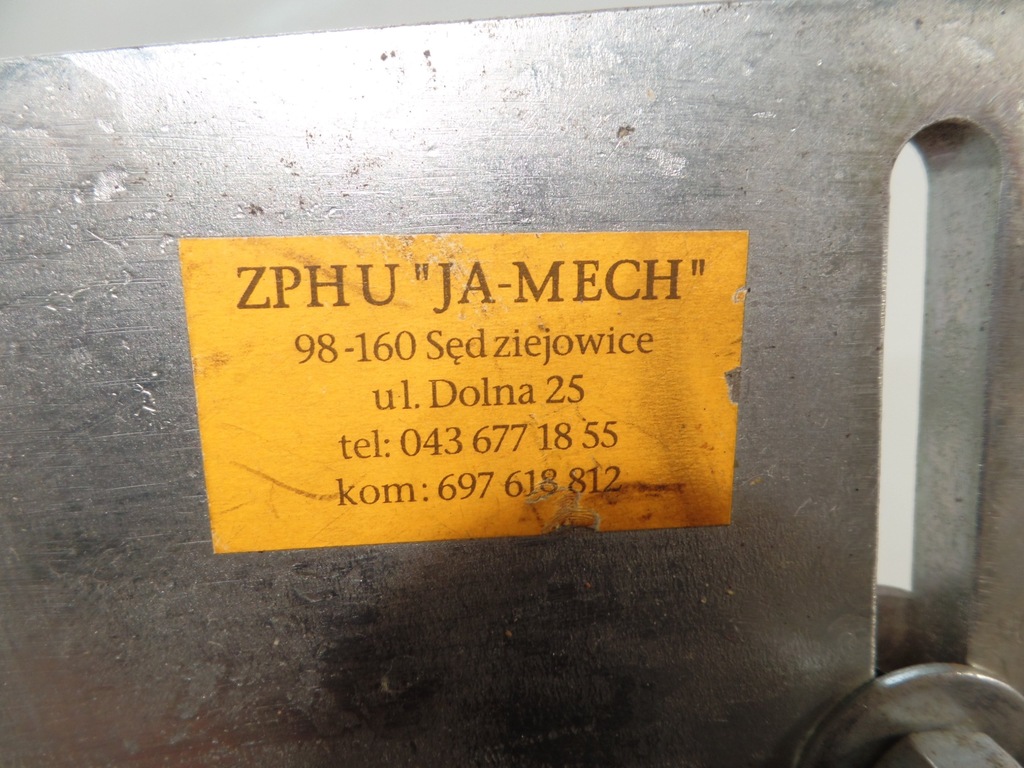 ZPHU "JA-MECH"
98-160 Sędziejowice
ul. Dolna 25
tel: 043 677 18 55
kom: 697 618 812